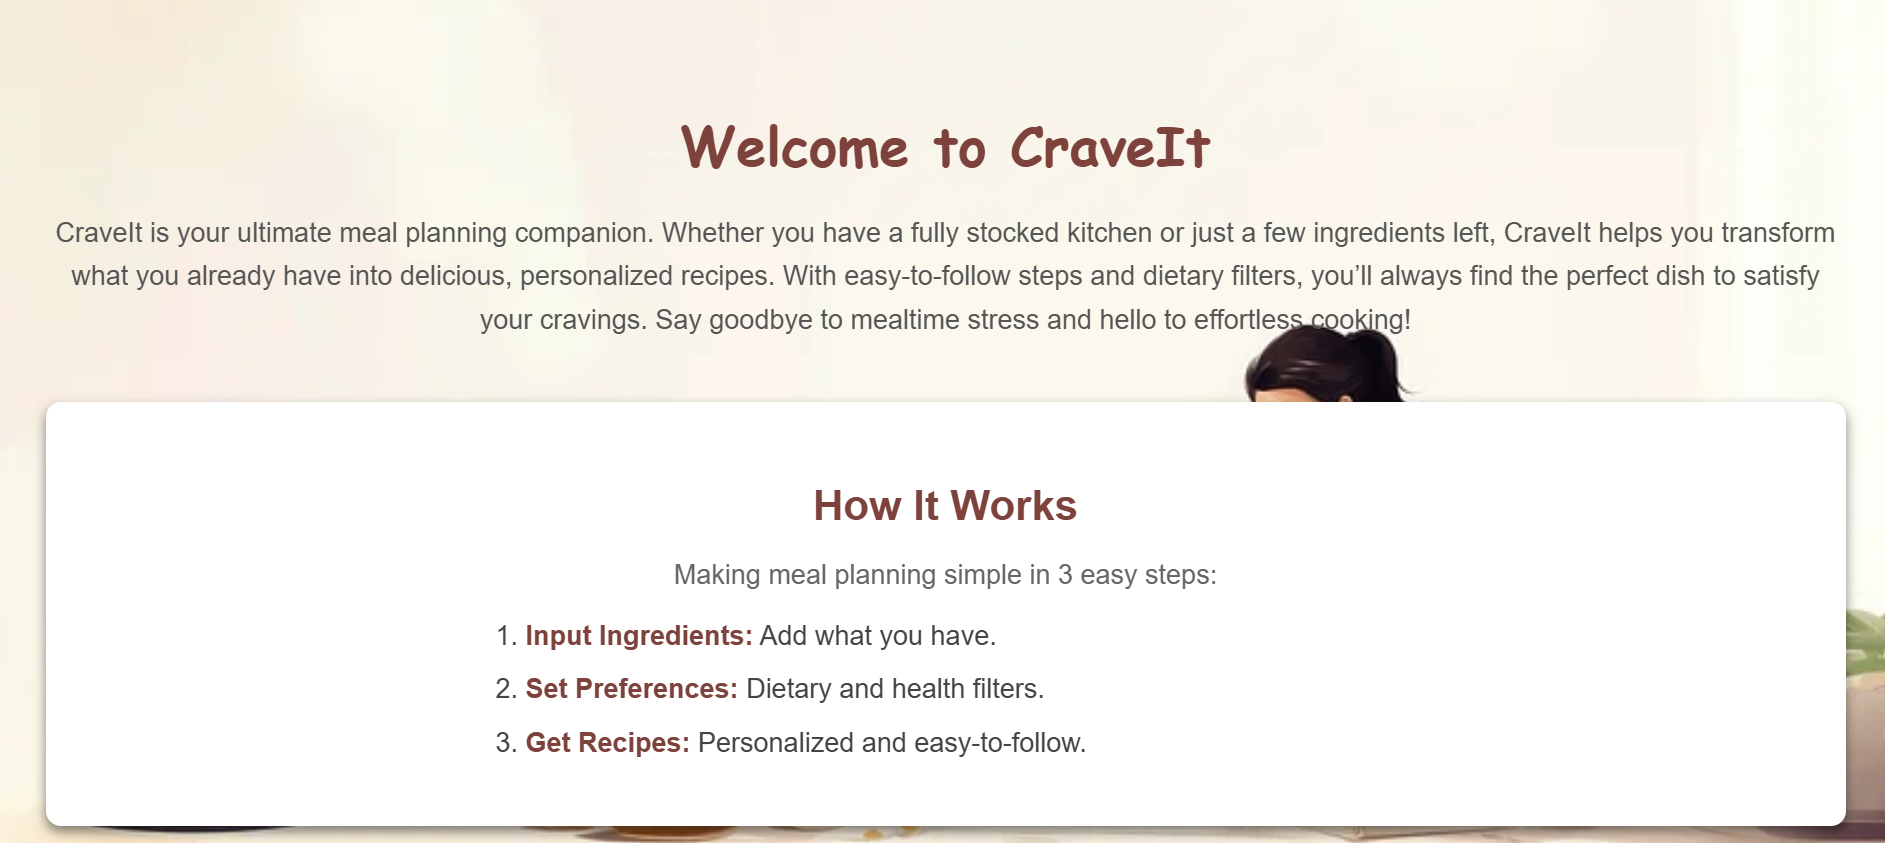 Welcome to CraveIt
CraveIt is your ultimate meal planning companion. Whether you have a fully stocked kitchen or just a few ingredients left, CraveIt helps you transform
what you already have into delicious, personalized recipes. With easy-to-follow steps and dietary filters, you’ll always find the perfect dish to satisfy
your cravings. Say goodbye to mealtime stress and hello to effortless cooking!
How It Works
Making meal planning simple in 3 easy steps:
1. Input Ingredients: Add what you have.
2. Set Preferences: Dietary and health filters.
3. Get Recipes: Personalized and easy-to-follow.